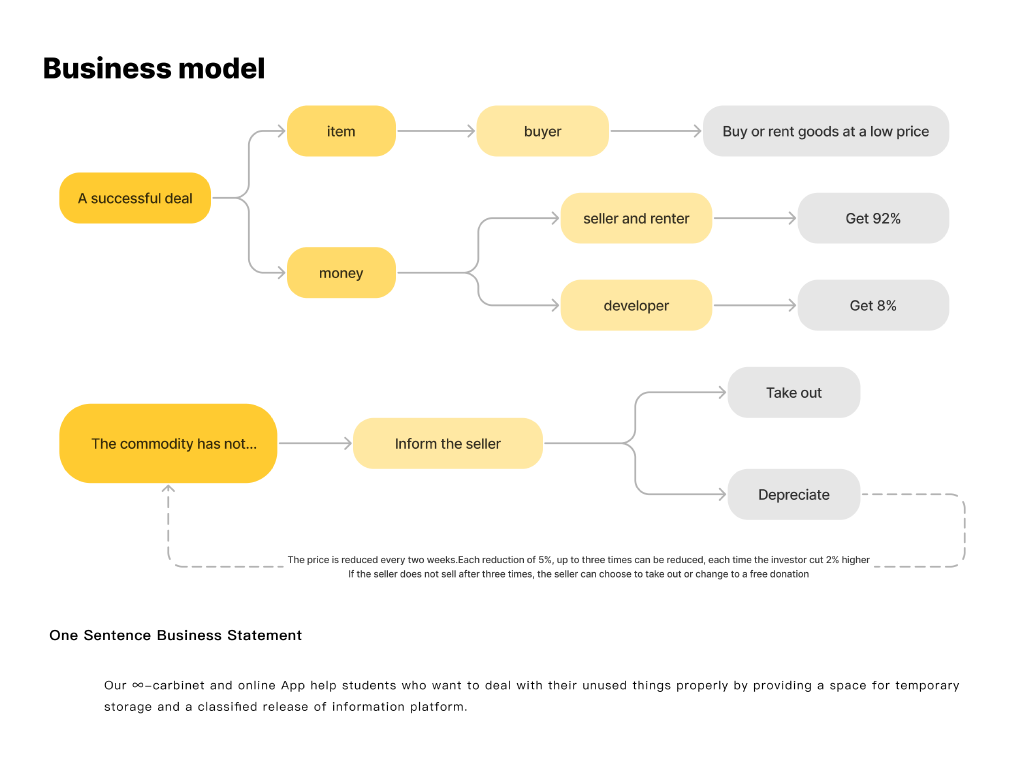 Business model
item
buyer
Buy or rent goods at a low price
A successful deal
seller and renter
Get 92%
money
developer
Get 8%
Take out
The commodity has not...
Inform the seller
Depreciate
The price is reduced every two weeks.Each reduction of 5%, up to three times can be reduced, each time the investor cut 2% higher
If the seller does not sell after three times, the seller can choose to take out or change to a free donation
One Sentence Business Statement
Our ∞-carbinet and online App help students who want to deal with their unused things properly by providing a space for temporary
storage and a classified release of information platform.